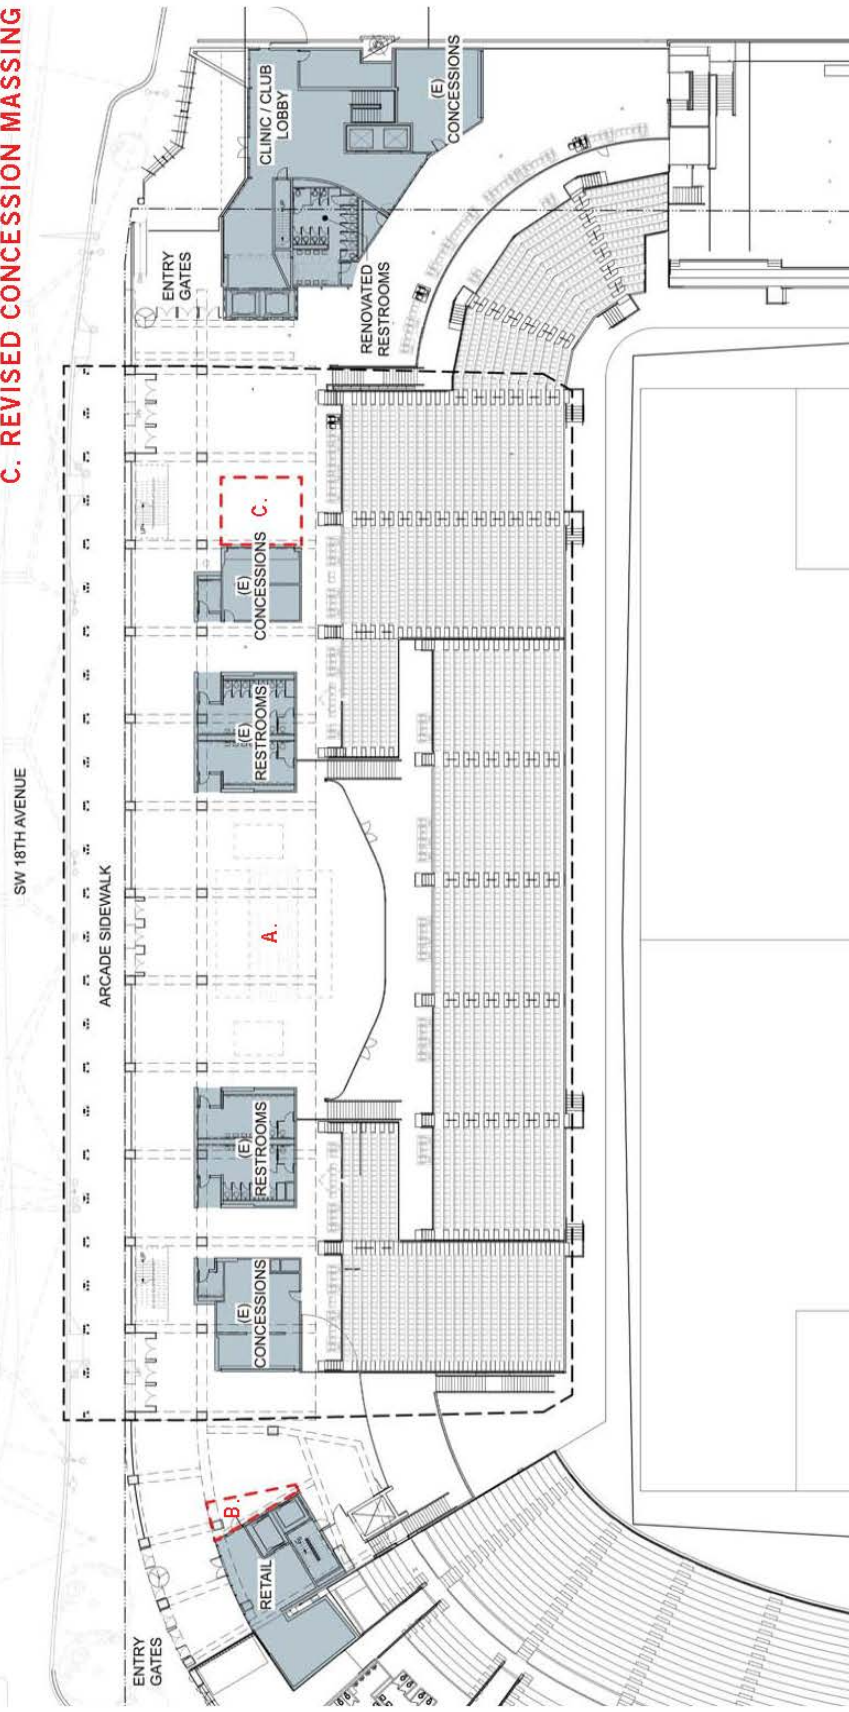 C. REVISED CONCESSION MASSING
CLINIC / CLUB
LOBBY
(E)
CONCESSIONS
ENTRY
GATES
RENOVATED
RESTROOMS
C.
(E)
CONCESSIONS
(E)
RESTROOMS
SW 18TH AVENUE
ARCADE SIDEWALK
A.
(E)
RESTROOMS
(E)
CONCESSIONS
B.
RETAIL
ENTRY
GATES